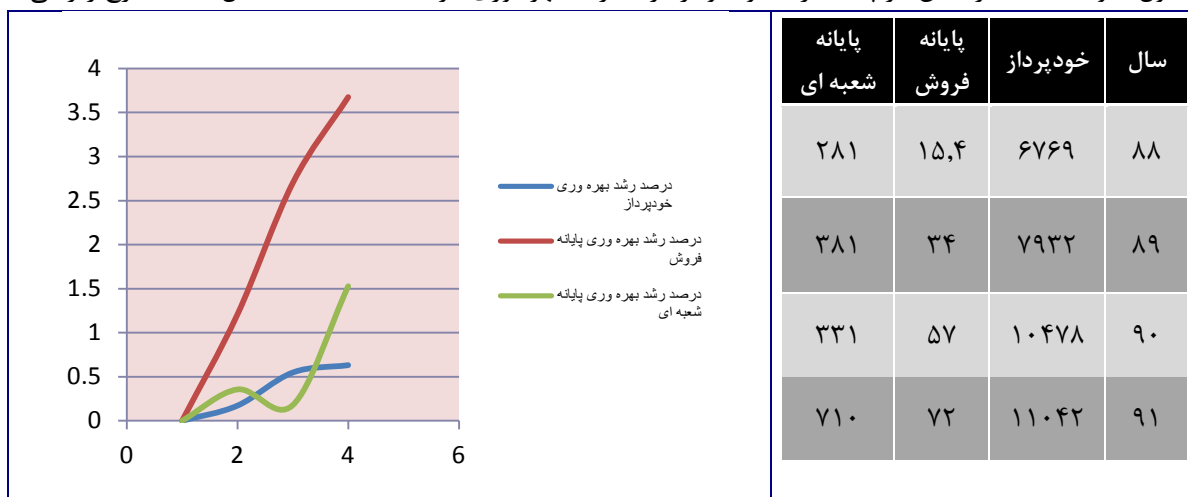 سال خودپرداز پایانه فروش پایانه شعبه ای
۸۸ ۶۷۶۹ ۱۵,۴ ۲۸۱
۸۹ ۷۹۳۲ ۳۴ ۳۸۱
۹۰ ۱۰۴۷۸ ۵۷ ۳۳۱
۹۱ ۱۱۰۴۲ ۷۲ ۷۱۰
4
3.5
3
2.5
2
1.5
1
0.5
0
0 2 4 6
درصد رشد بهره وری
خودپرداز
درصد رشد بهره وری پایانه
فروش
درصد رشد بهره وری پایانه
شعبه ای